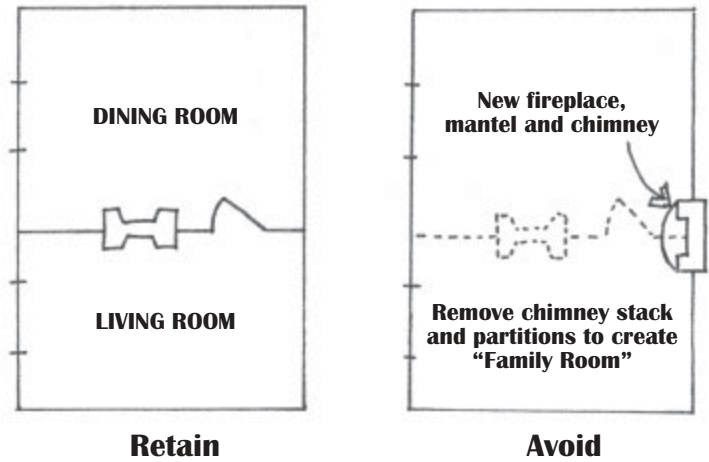 DINING ROOM
LIVING ROOM
Retain
New fireplace,
mantel and chimney
Remove chimney stack
and partitions to create
“Family Room”
Avoid